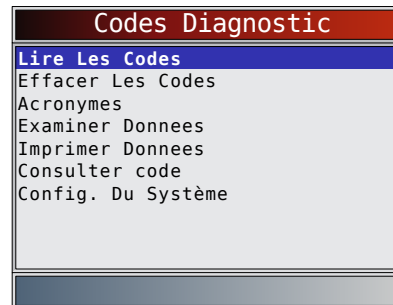 Codes Diagnostic
Lire Les Codes
Effacer Les Codes
Acronymes
Examiner Donnees
Imprimer Donnees
Consulter code
Config. Du Système